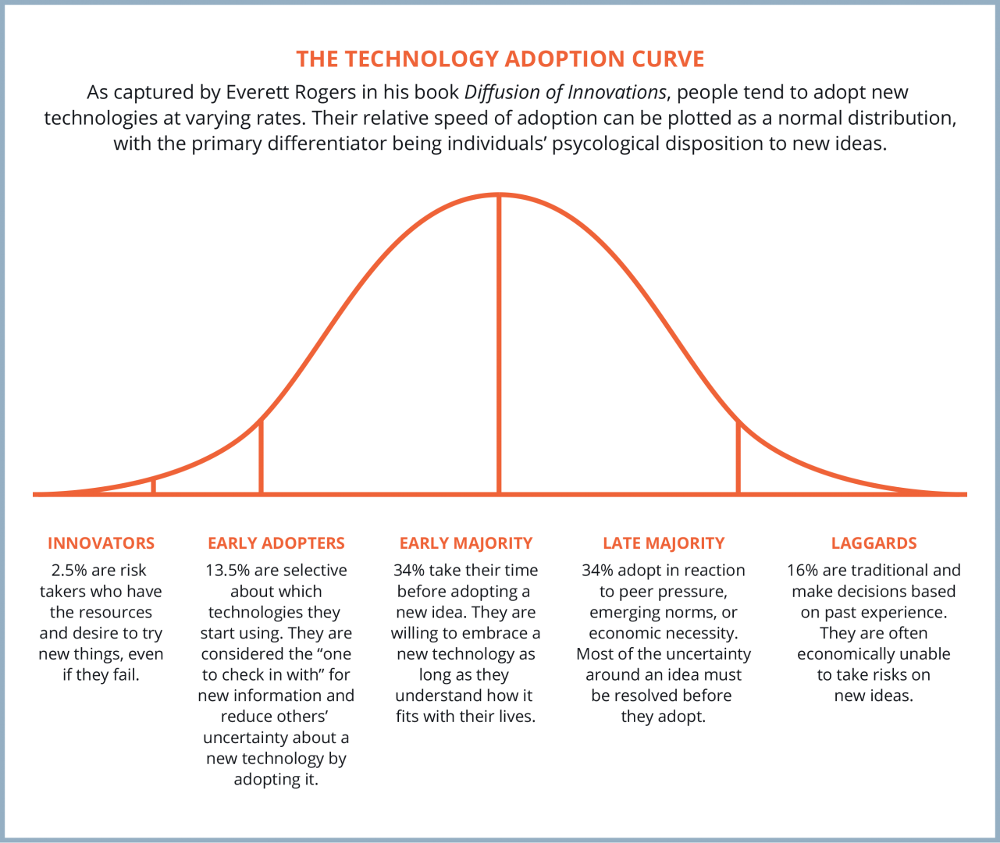 THE TECHNOLOGY ADOPTION CURVE
As captured by Everett Rogers in his book Diffusion of Innovations, people tend to adopt new
technologies at varying rates. Their relative speed of adoption can be plotted as a normal distribution,
with the primary differentiator being individuals’ psycological disposition to new ideas.
INNOVATORS
2.5% are risk
takers who have
the resources
and desire to try
new things, even
if they fail.
EARLY ADOPTERS
13.5% are selective
about which
technologies they
start using. They are
considered the “one
to check in with” for
new information and
reduce others’
uncertainty about a
new technology by
adopting it.
EARLY MAJORITY
34% take their time
before adopting a
new idea. They are
willing to embrace a
new technology as
long as they
understand how it
fits with their lives.
LATE MAJORITY
34% adopt in reaction
to peer pressure,
emerging norms, or
economic necessity.
Most of the uncertainty
around an idea must
be resolved before
they adopt.
LAGGARDS
16% are traditional and
make decisions based
on past experience.
They are often
economically unable
to take risks on
new ideas.